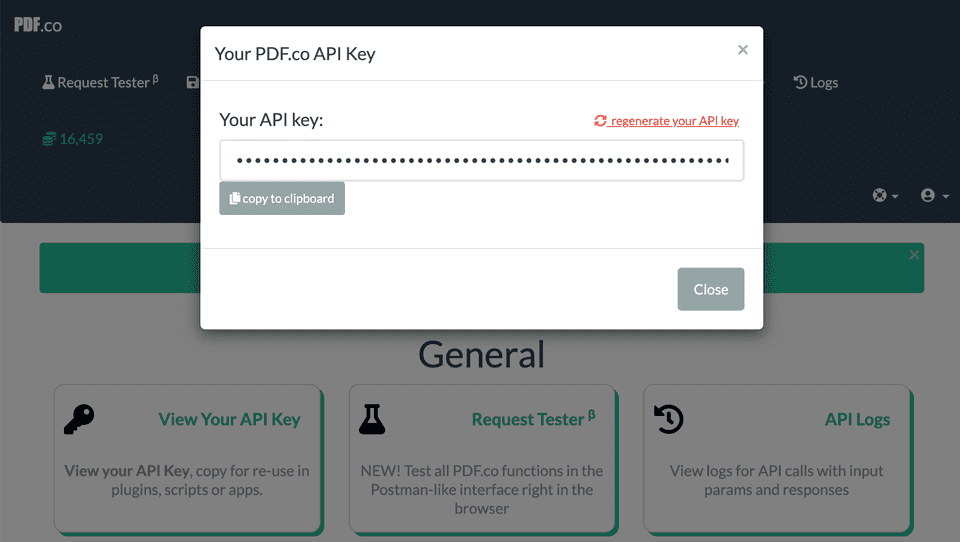 PDF.co
Your PDF.co API Key
×
Request Tester β
Logs
Your API key:
regenerate your API key
16,459
••••••••••••••••••••••••••••••••••••••••••••••••••••••••
copy to clipboard
×
Close
General
View Your API Key
View your API Key, copy for re-use in
plugins, scripts or apps.
Request Tester β
NEW! Test all PDF.co functions in the
Postman-like interface right in the
browser
API Logs
View logs for API calls with input
params and responses